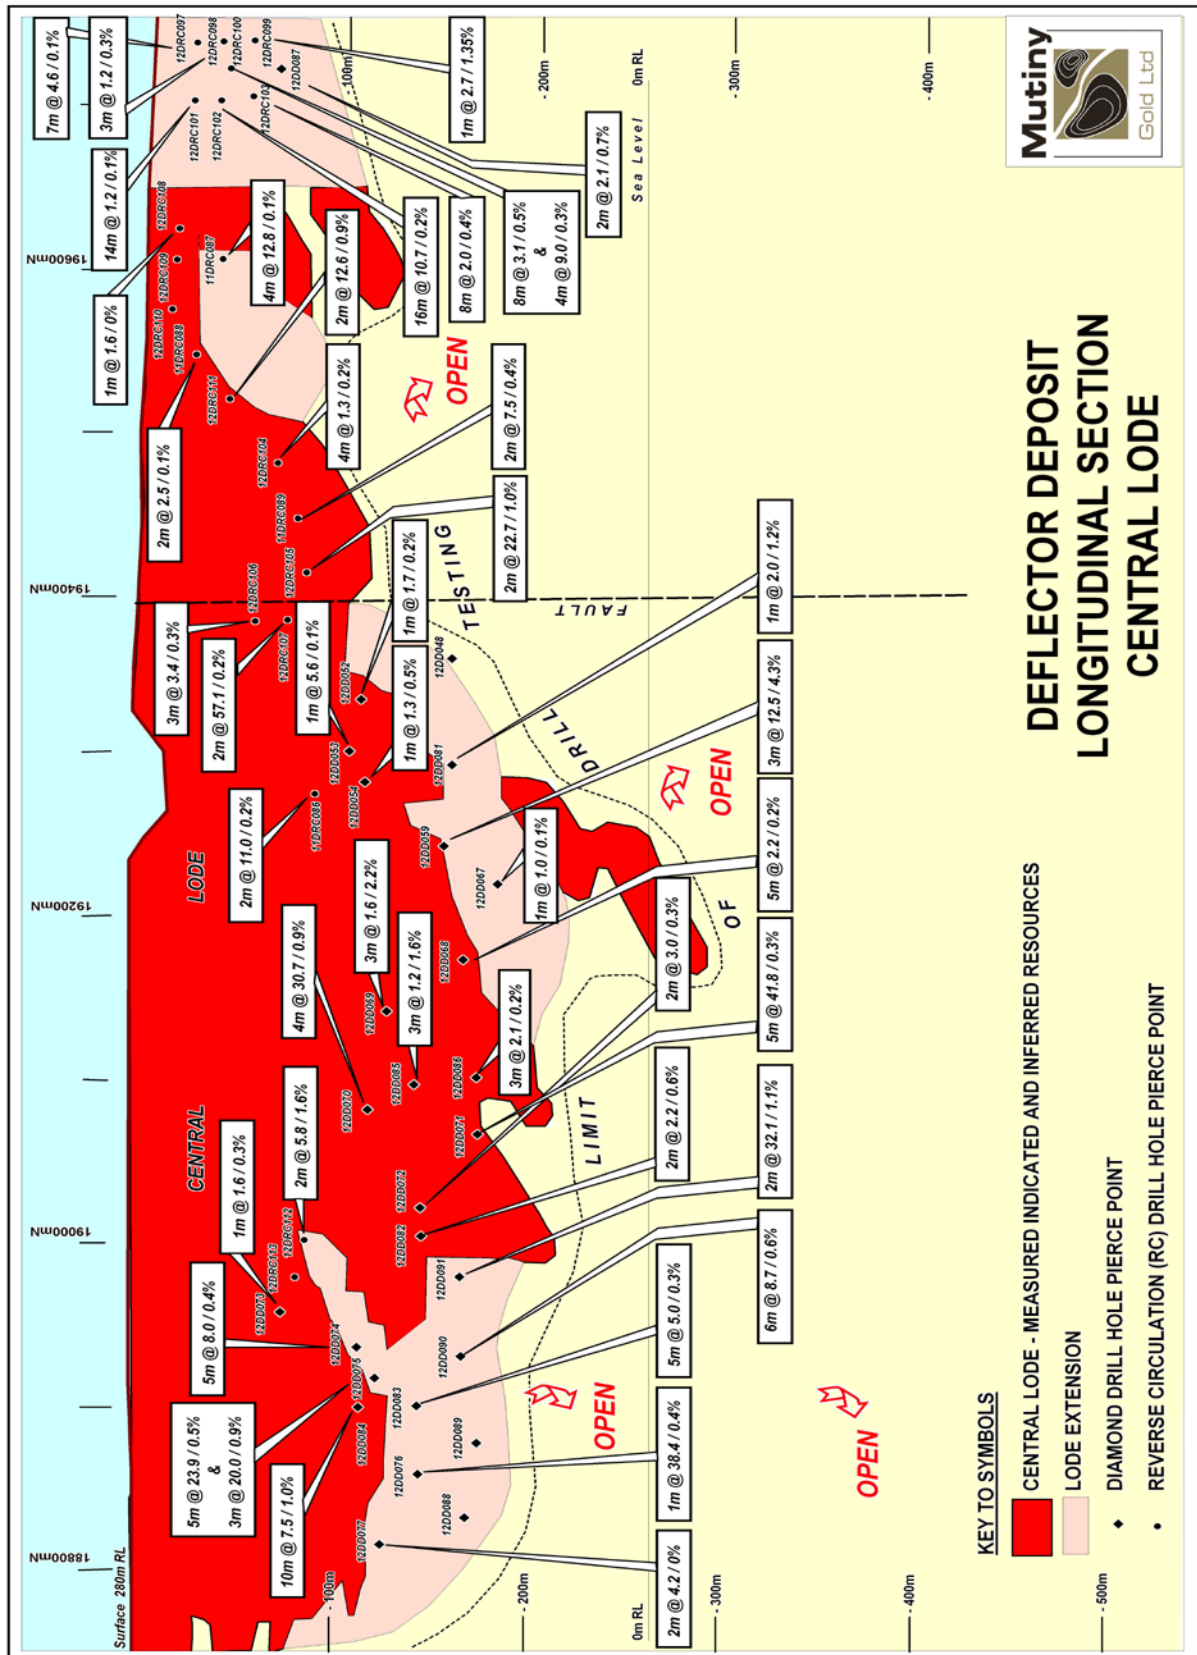 Surface 280m RL
18800mN
19000mN
19200mN
19400mN
19600mN
CENTRAL
LODE
5m @ 23.9 / 0.5%
&
3m @ 20.0 / 0.9%
5m @ 8.0 / 0.4%
1m @ 1.6 / 0.3%
10m @ 7.5 / 1.0%
2m @ 5.8 / 1.6%
4m @ 30.7 / 0.9%
2m @ 11.0 / 0.2%
3m @ 1.6 / 2.2%
3m @ 1.2 / 1.6%
3m @ 2.1 / 0.2%
3m @ 3.4 / 0.3%
2m @ 57.1 / 0.2%
1m @ 5.6 / 0.1%
1m @ 1.3 / 0.5%
1m @ 1.7 / 0.2%
1m @ 1.0 / 0.1%
2m @ 2.5 / 0.1%
1m @ 1.6 / 0%
14m @ 1.2 / 0.1%
3m @ 1.2 / 0.3%
7m @ 4.6 / 0.1%
4m @ 12.8 / 0.1%
2m @ 12.6 / 0.9%
4m @ 1.3 / 0.2%
16m @ 10.7 / 0.2%
8m @ 2.0 / 0.4%
1m @ 2.7 / 1.35%
8m @ 3.1 / 0.5%
&
4m @ 9.0 / 0.3%
2m @ 2.1 / 0.7%
2m @ 7.5 / 0.4%
2m @ 22.7 / 1.0%
1m @ 2.0 / 1.2%
3m @ 12.5 / 4.3%
5m @ 2.2 / 0.2%
2m @ 3.0 / 0.3%
5m @ 41.8 / 0.3%
2m @ 2.2 / 0.6%
2m @ 32.1 / 1.1%
6m @ 8.7 / 0.6%
5m @ 5.0 / 0.3%
1m @ 38.4 / 0.4%
2m @ 4.2 / 0%
12DD077
12DD088
12DD076
12DD089
12DD083
12DD084
12DD075
12DD074
12DD073
12DRC113
12DRC112
12DD090
12DD091
12DD082
12DD072
12DD071
12DD070
12DD085
12DD086
12DD069
12DD068
12DD067
12DD059
11DRC086
12DD054
12DD053
12DD081
12DD052
12DD048
12DRC107
12DRC106
12DRC105
11DRC089
12DRC104
12DRC111
11DRC088
12DRC110
12DRC109
12DRC108
11DRC087
12DRC101
12DRC102
12DRC103
12DRC097
12DRC098
12DRC100
12DRC099
12DD087
- 100m
- 200m
0m RL
- 300m
- 400m
- 500m
- 100m
- 200m
Sea Level
0m RL
- 300m
- 400m
LIMIT
OF
DRILL
TESTING
FAULT
OPEN
OPEN
OPEN
OPEN
KEY TO SYMBOLS
CENTRAL LODE - MEASURED INDICATED AND INFERRED RESOURCES
LODE EXTENSION
DIAMOND DRILL HOLE PIERCE POINT
REVERSE CIRCULATION (RC) DRILL HOLE PIERCE POINT
DEFLECTOR DEPOSIT
LONGITUDINAL SECTION
CENTRAL LODE
Mutiny
Gold Ltd